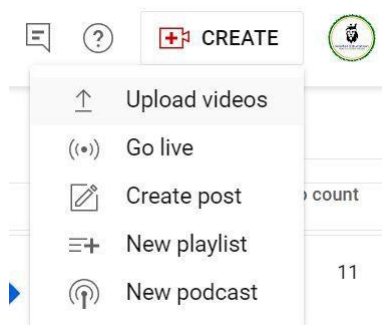 CREATE
Upload videos
Go live
Create post
New playlist
New podcast
count
11